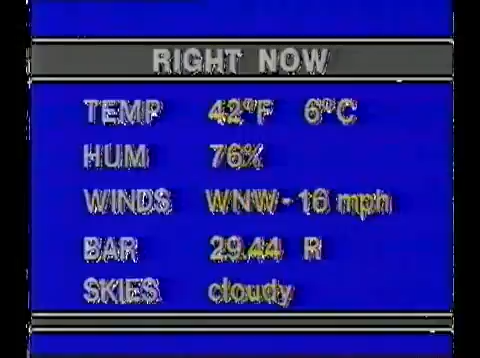 RIGHT NOW
TEMP 42°F 6°C
HUM 76%
WINDS WNW - 16 mph
BAR 29.44 R
SKIES cloudy